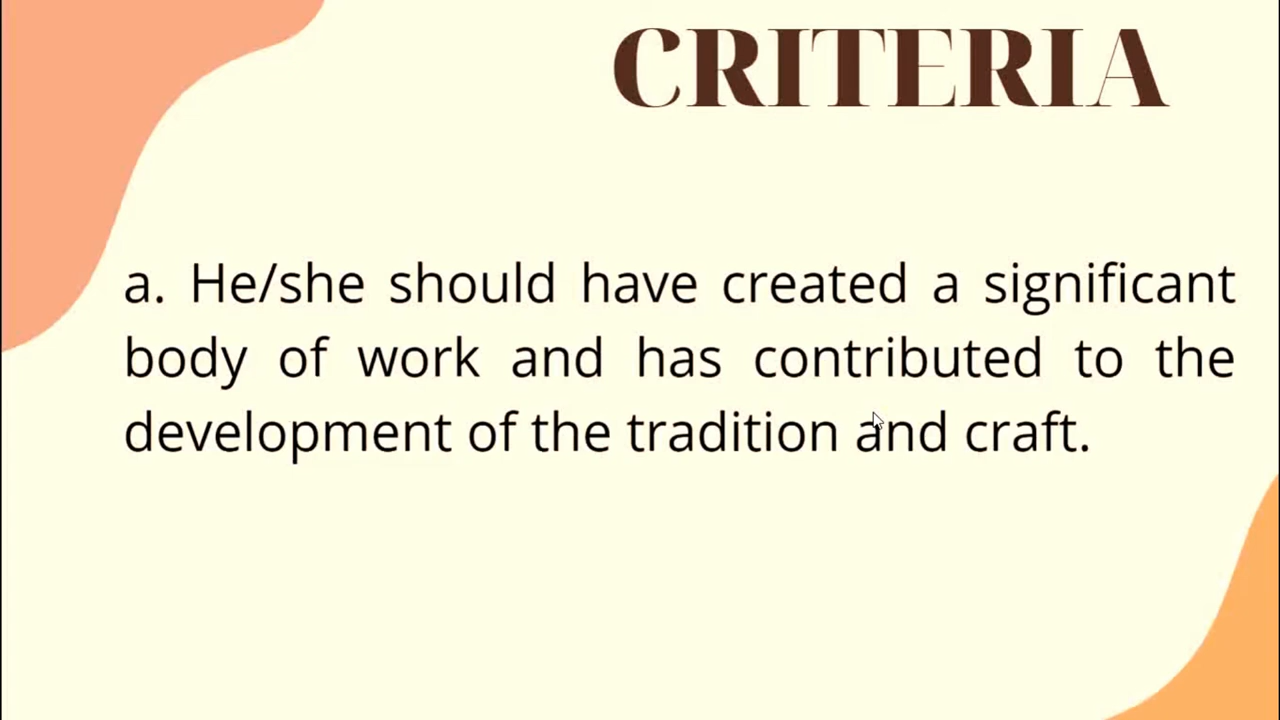 CRITERIA
a. He/she should have created a significant
body of work and has contributed to the
development of the tradition and craft.